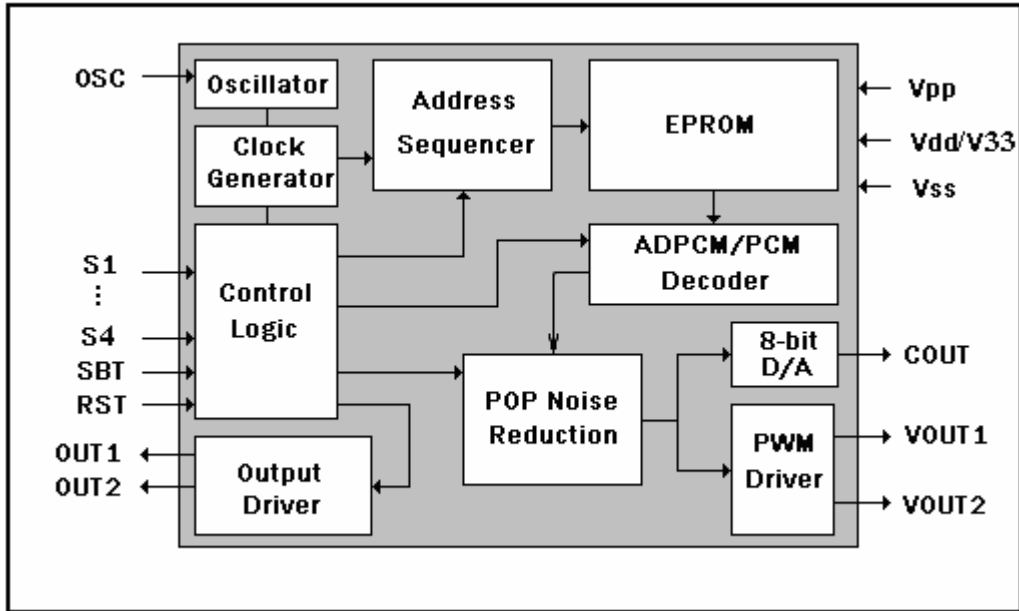 OSC
Oscillator
Clock
Generator
Address
Sequencer
EPROM
Vpp
Vdd/V33
Vss
S1
⋮
S4
SBT
RST
Control
Logic
ADPCM/PCM
Decoder
8-bit
D/A
COUT
POP Noise
Reduction
PWM
Driver
VOUT1
VOUT2
OUT1
OUT2
Output
Driver